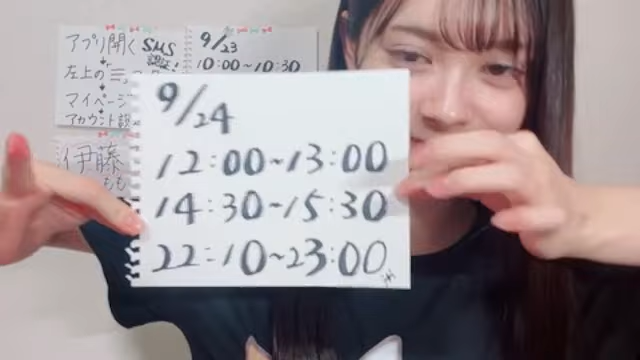 アプリ開く SMS
認証!
左上の三
マイページ
アカウント設
伊藤
もも
9/23
10:00~10:30
9/24
12:00~13:00
14:30~15:30
22:10~23:00